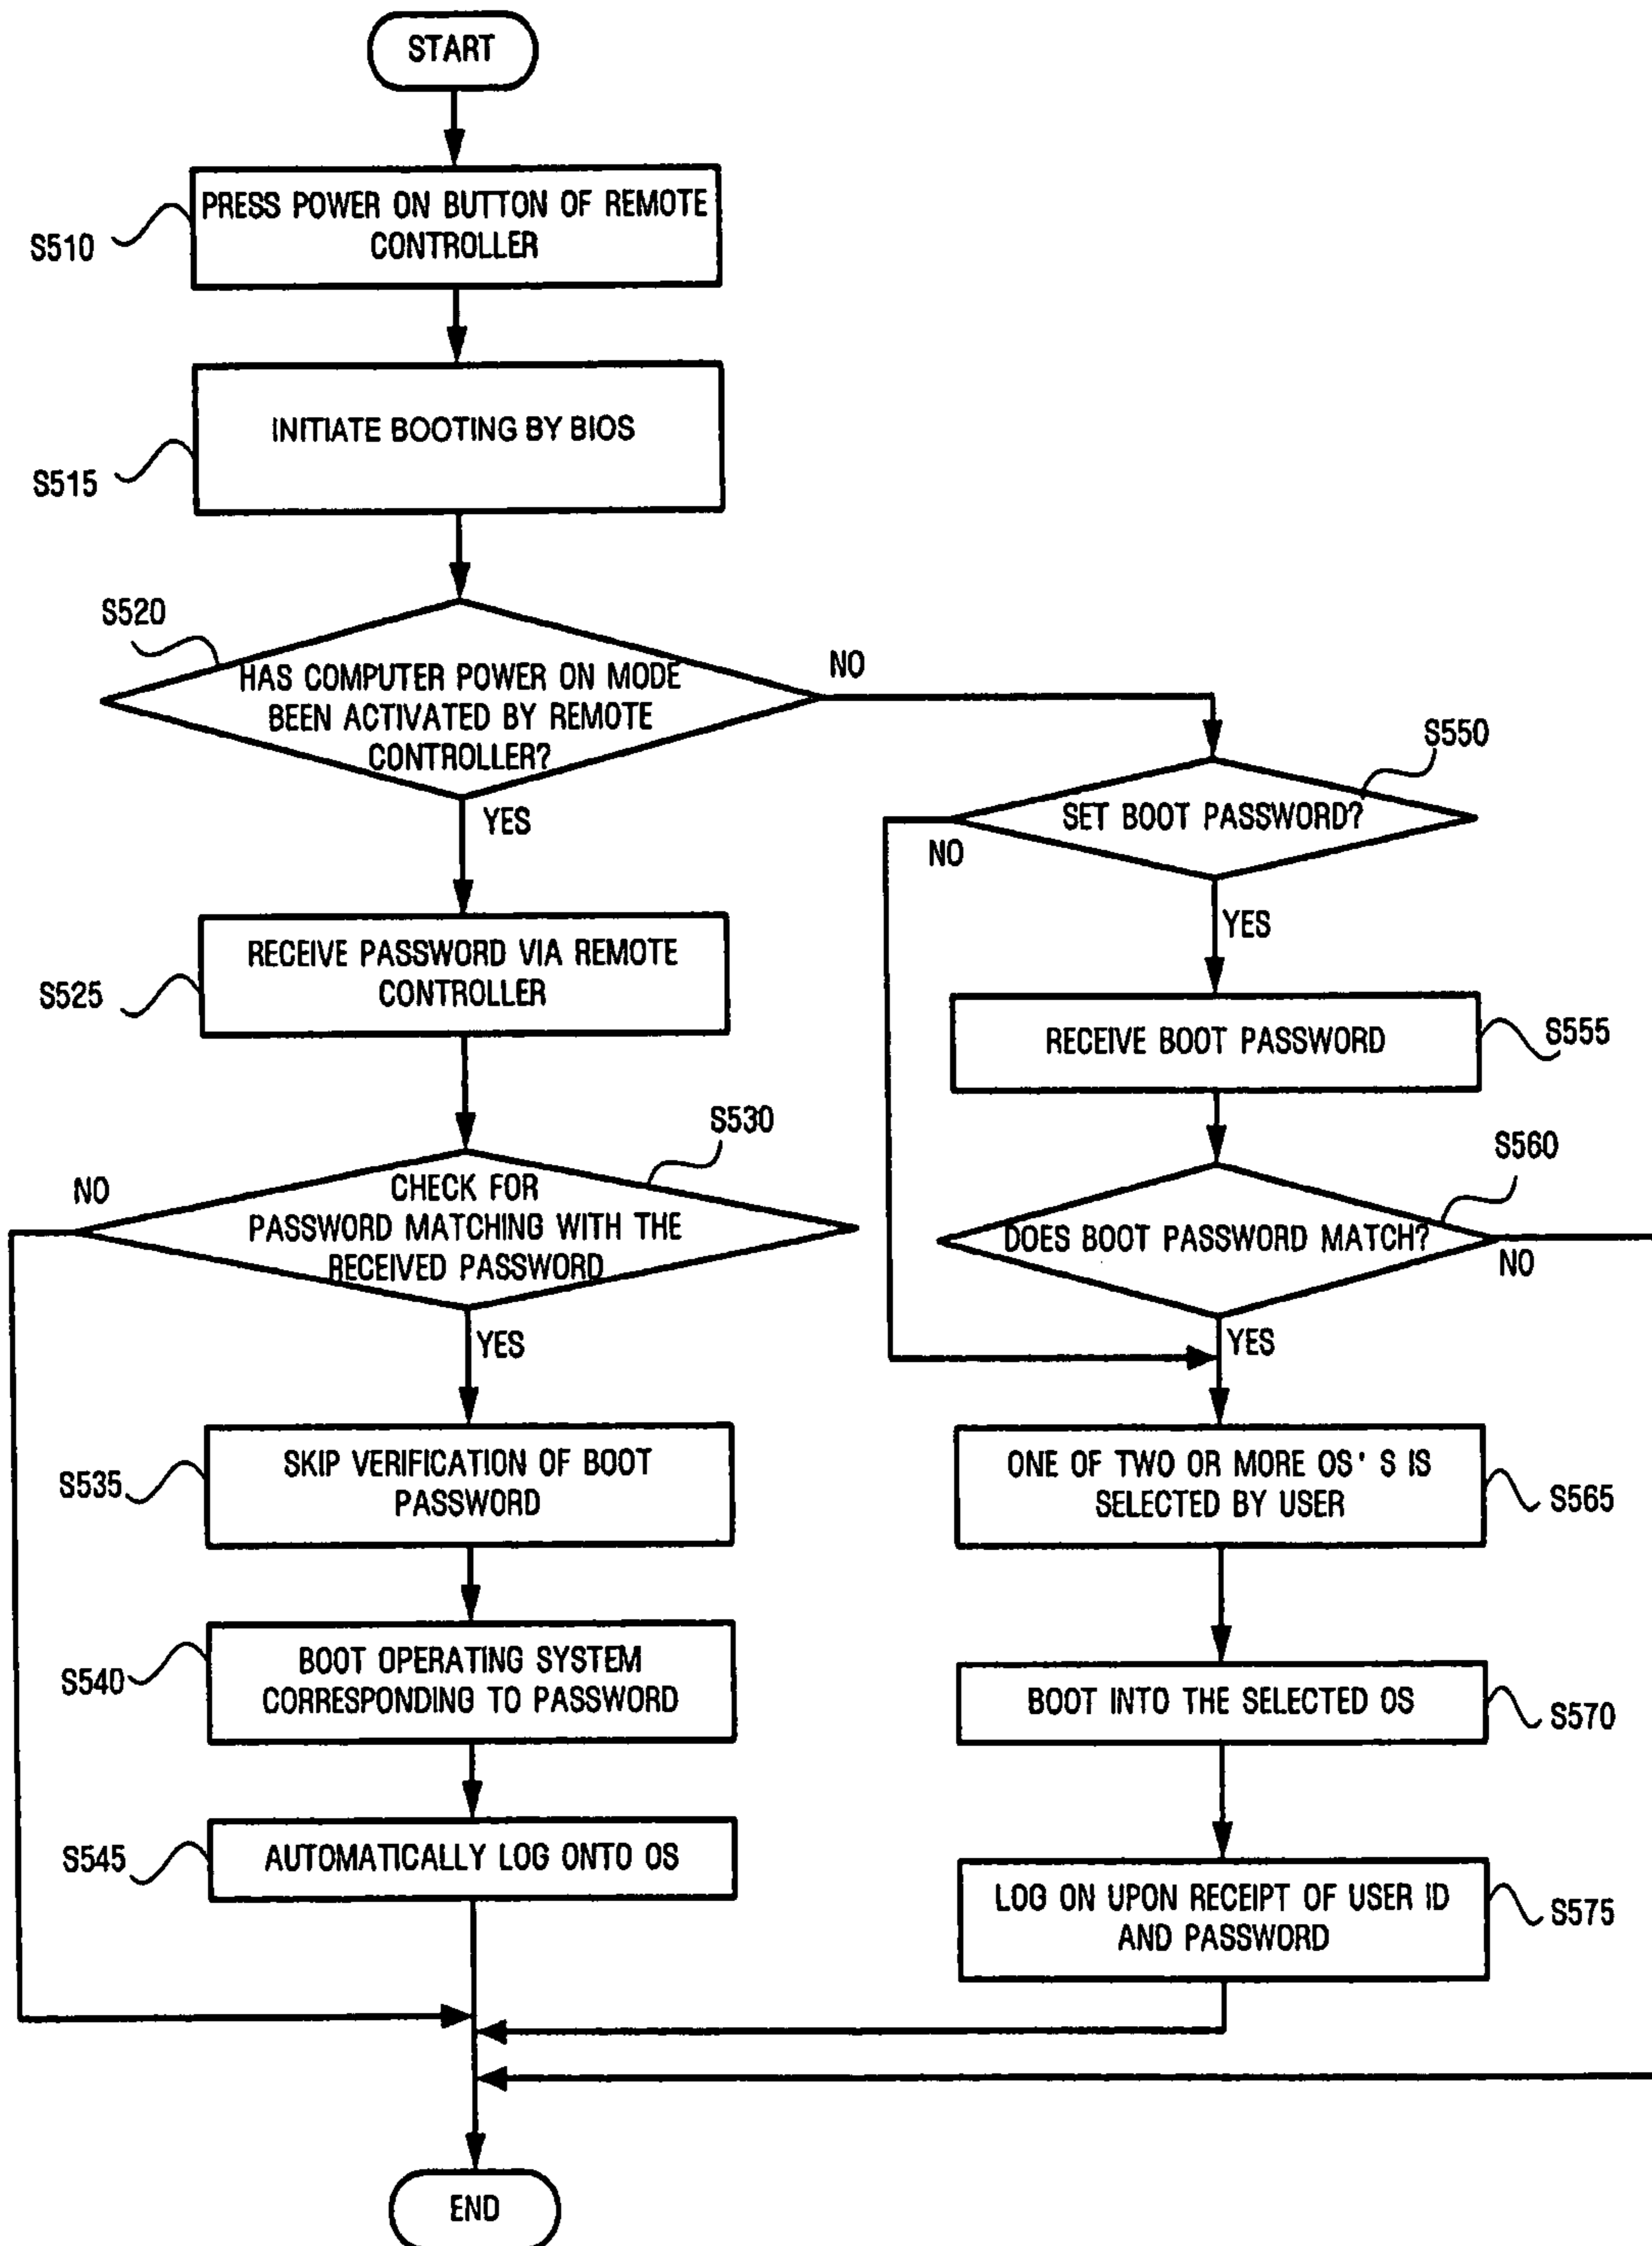 START
PRESS POWER ON BUTTON OF REMOTE
CONTROLLER
S510
INITIATE BOOTING BY BIOS
S515
S520
HAS COMPUTER POWER ON MODE
BEEN ACTIVATED BY REMOTE
CONTROLLER?
NO
YES
RECEIVE PASSWORD VIA REMOTE
CONTROLLER
S525
S530
NO
CHECK FOR
PASSWORD MATCHING WITH THE
RECEIVED PASSWORD
YES
SKIP VERIFICATION OF BOOT
PASSWORD
S535
BOOT OPERATING SYSTEM
CORRESPONDING TO PASSWORD
S540
AUTOMATICALLY LOG ONTO OS
S545
S550
SET BOOT PASSWORD?
NO
YES
RECEIVE BOOT PASSWORD
S555
S560
DOES BOOT PASSWORD MATCH?
NO
YES
ONE OF TWO OR MORE OS' S IS
SELECTED BY USER
S565
BOOT INTO THE SELECTED OS
S570
LOG ON UPON RECEIPT OF USER ID
AND PASSWORD
S575
END